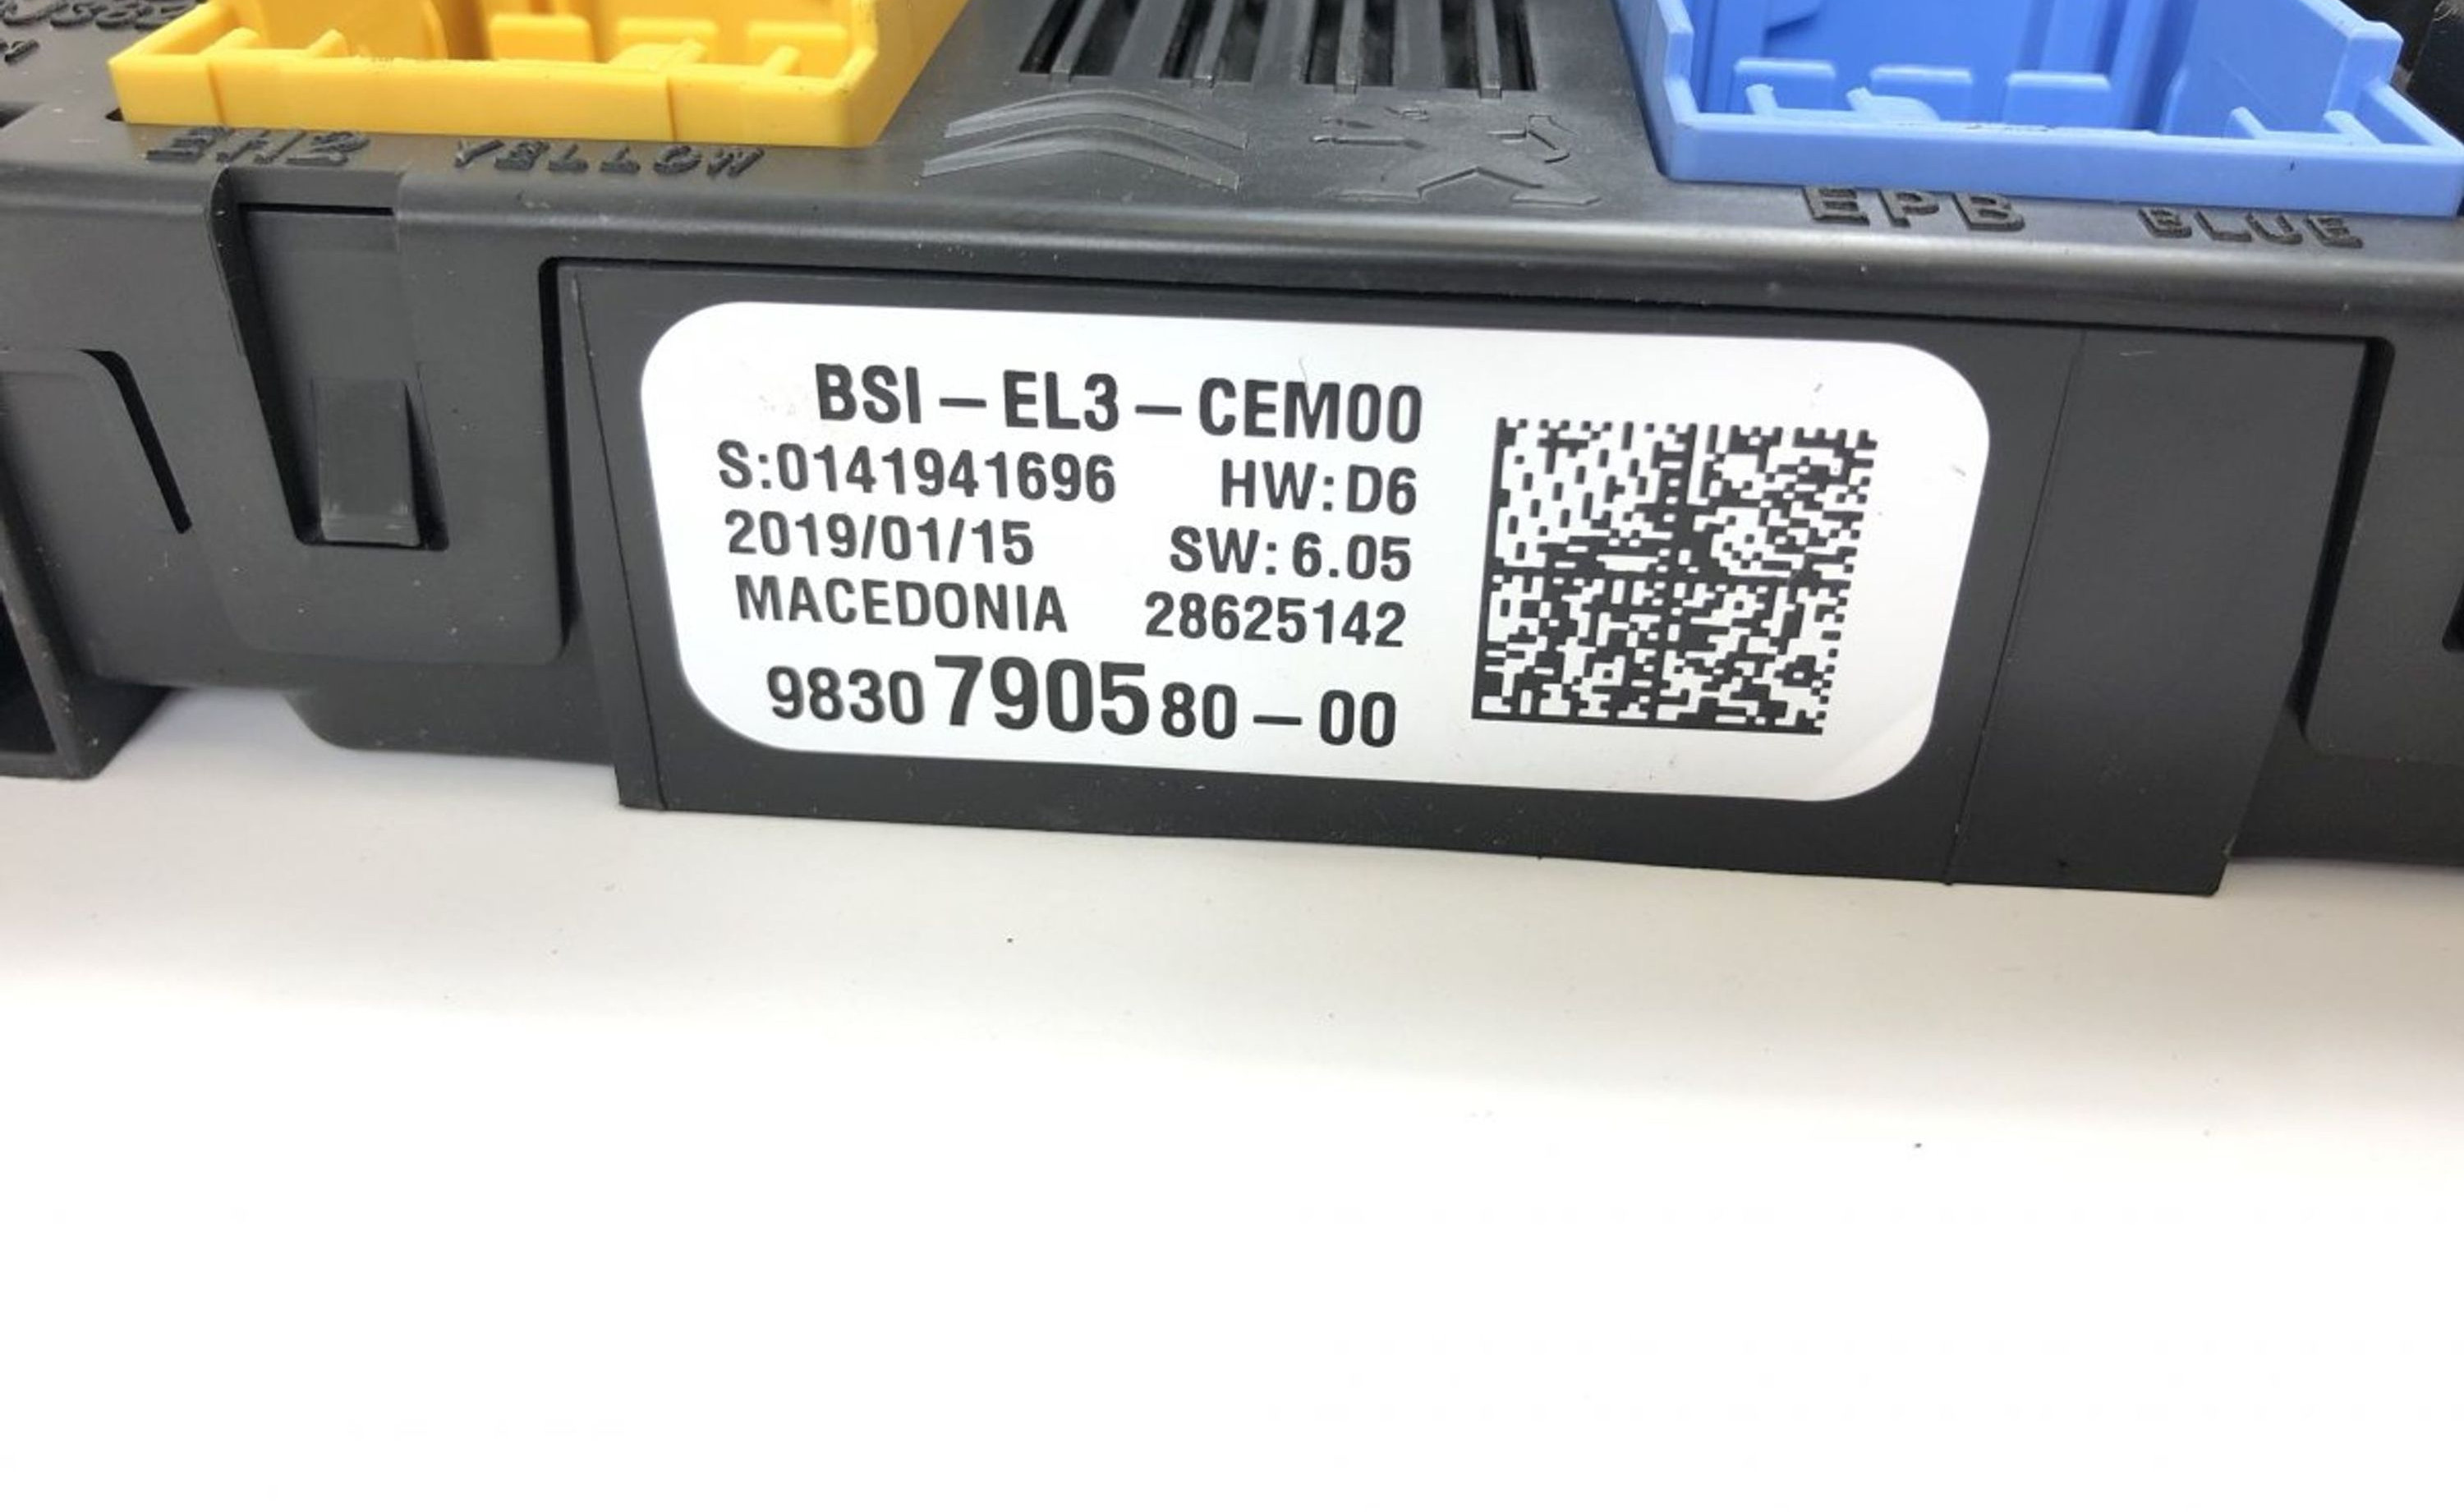 EH2 YELLOW
EPB BLUE
BSI-EL3-CEM00
S:0141941696 HW:D6
2019/01/15 SW:6.05
MACEDONIA 28625142
9830790580-00